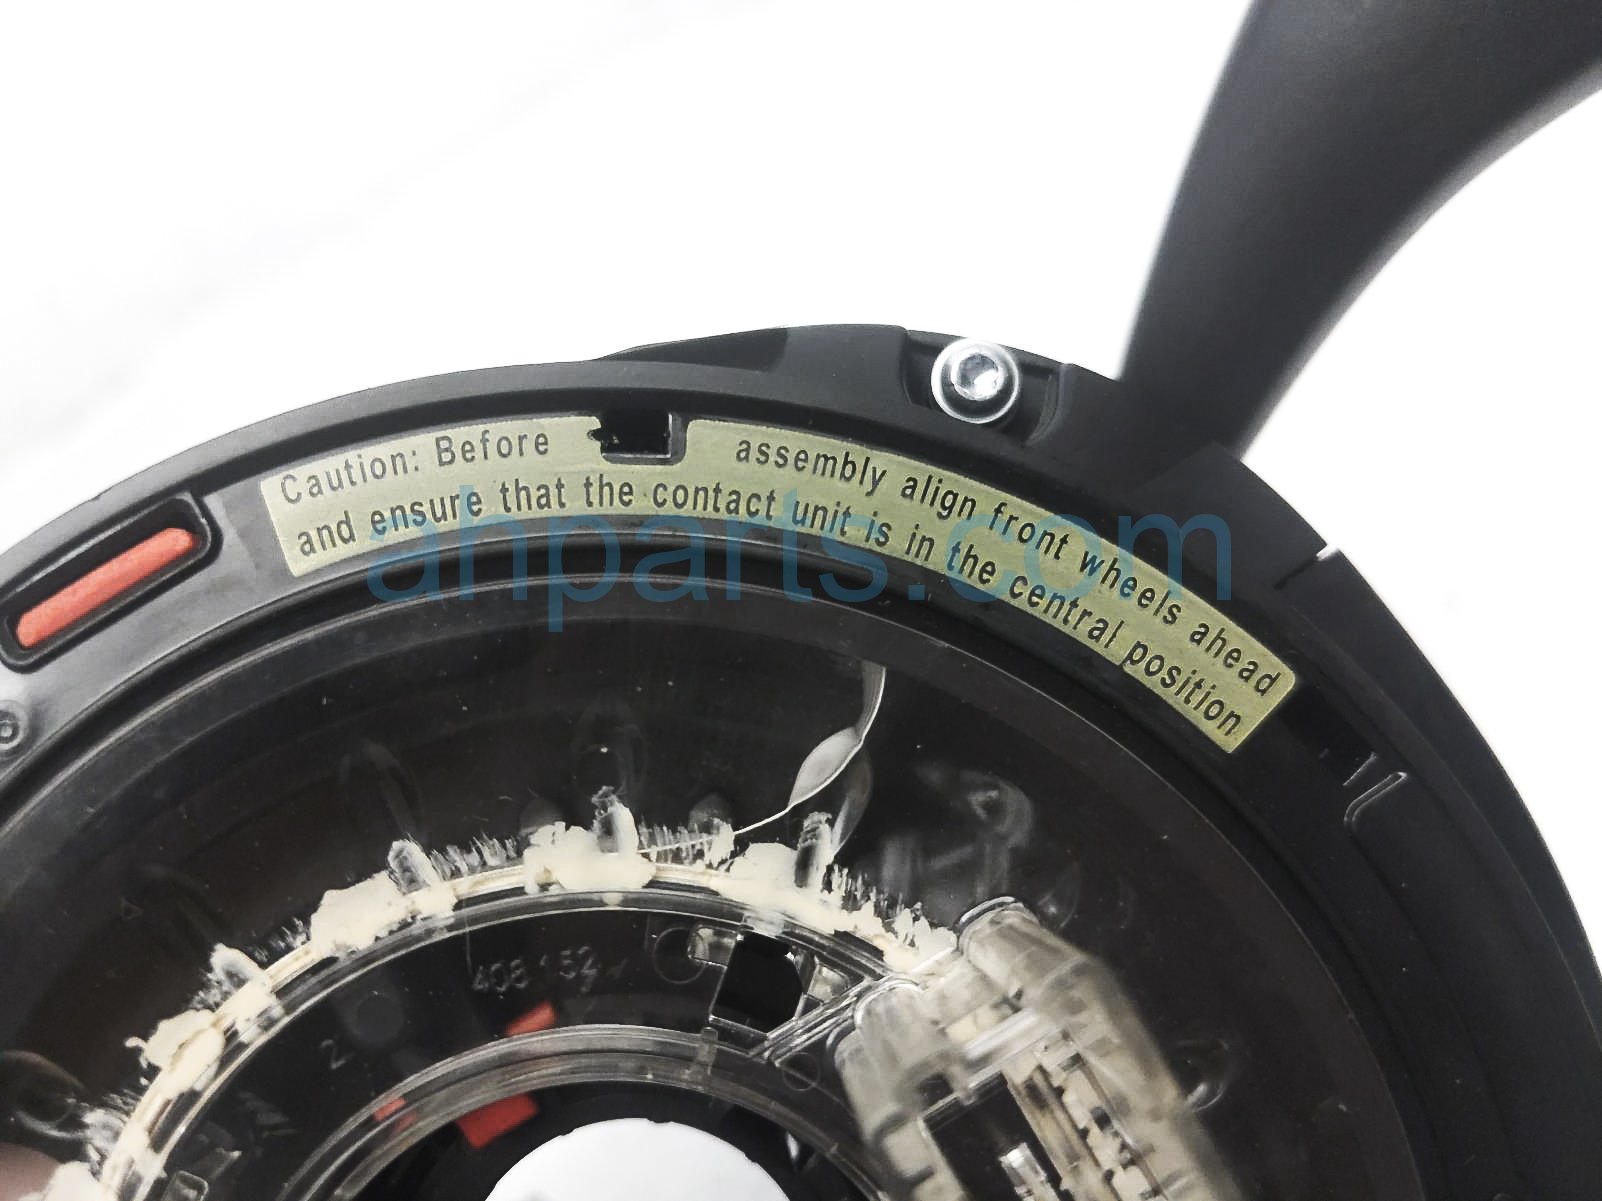 Caution: Before assembly align front wheels ahead
and ensure that the contact unit is in the central position
ahparts.com
408 152
2